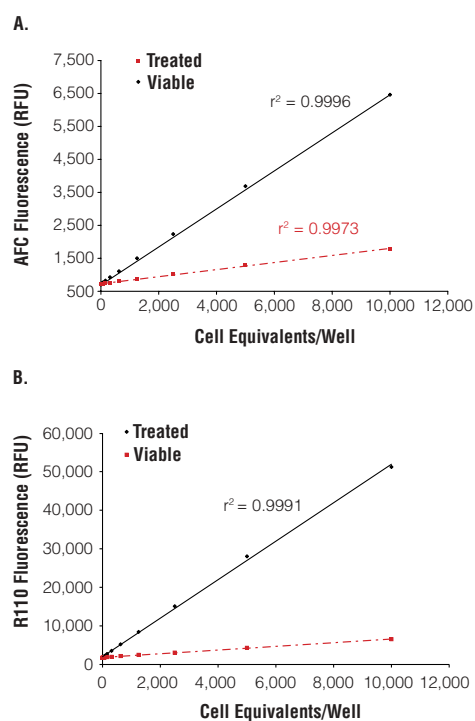 A.
7,500
6,500
5,500
4,500
3,500
2,500
1,500
500
AFC Fluorescence (RFU)
Treated
Viable
r² = 0.9996
r² = 0.9973
0 2,000 4,000 6,000 8,000 10,000 12,000
Cell Equivalents/Well
B.
60,000
50,000
40,000
30,000
20,000
10,000
0
R110 Fluorescence (RFU)
Treated
Viable
r² = 0.9991
0 2,000 4,000 6,000 8,000 10,000 12,000
Cell Equivalents/Well